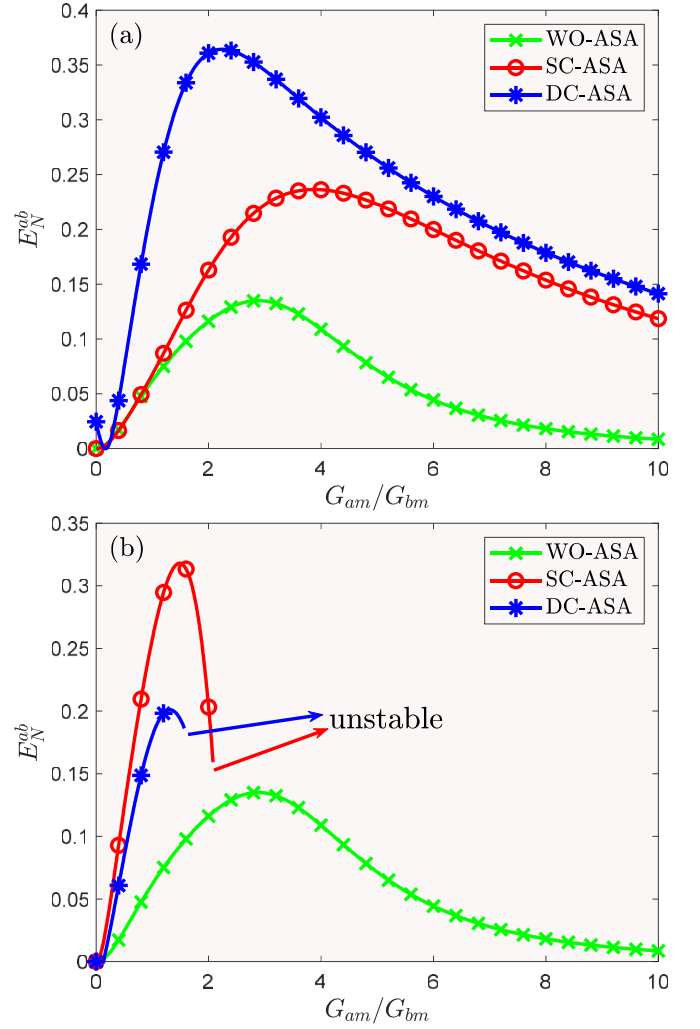 (a)
WO-ASA
SC-ASA
DC-ASA
0.4
0.35
0.3
0.25
0.2
0.15
0.1
0.05
0
E_N^{ab}
0 2 4 6 8 10
G_{am}/G_{bm}
(b)
WO-ASA
SC-ASA
DC-ASA
unstable
0.35
0.3
0.25
0.2
0.15
0.1
0.05
0
E_N^{ab}
0 2 4 6 8 10
G_{am}/G_{bm}